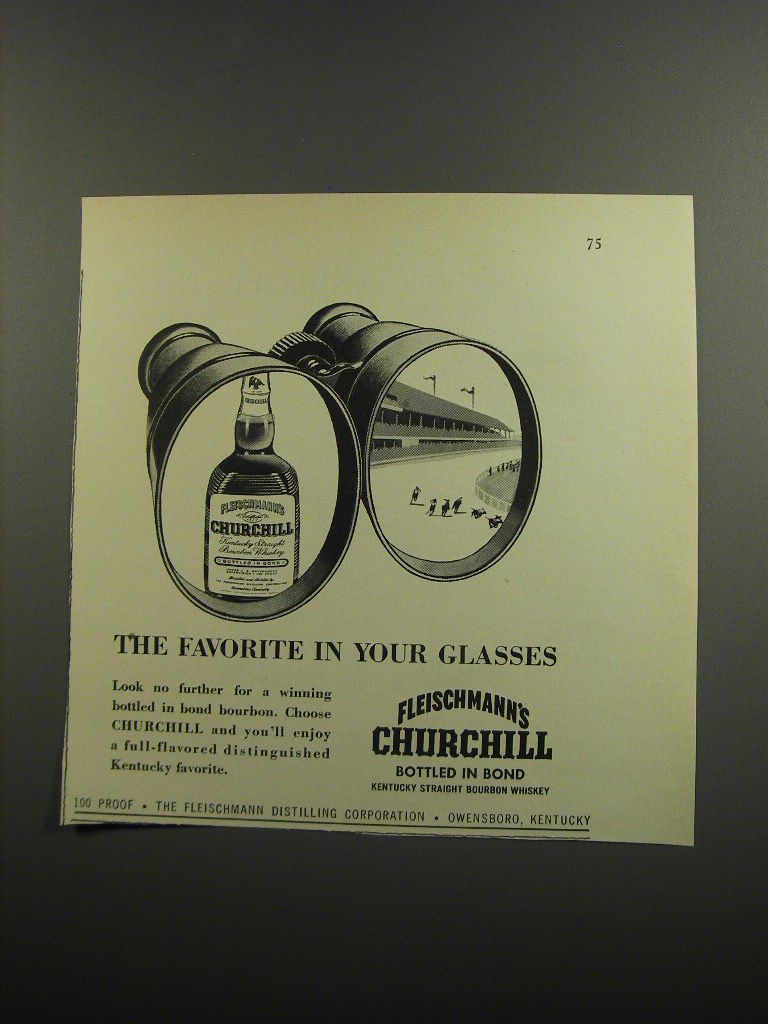 75
CHURCHILL
FLEISCHMANN'S
CHURCHILL
Kentucky Straight
Bourbon Whiskey
BOTTLED IN BOND
THE FAVORITE IN YOUR GLASSES
Look no further for a winning
bottled in bond bourbon. Choose
CHURCHILL and you'll enjoy
a full-flavored distinguished
Kentucky favorite.
FLEISCHMANN'S
CHURCHILL
BOTTLED IN BOND
KENTUCKY STRAIGHT BOURBON WHISKEY
100 PROOF • THE FLEISCHMANN DISTILLING CORPORATION • OWENSBORO, KENTUCKY